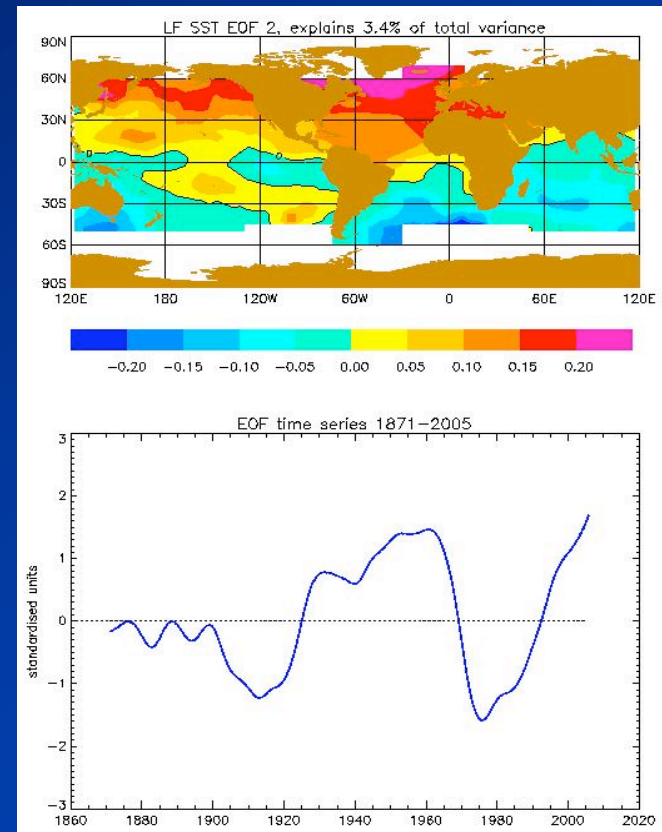 LF SST EOF 2, explains 3.4% of total variance
90N
60N
30N
0
30S
60S
90S
0
0
120E 180 120W 60W 0 60E 120E
−0.20 −0.15 −0.10 −0.05 0.00 0.05 0.10 0.15 0.20
EOF time series 1871−2005
standardised units
3
2
1
0
−1
−2
−3
1860 1880 1900 1920 1940 1960 1980 2000 2020